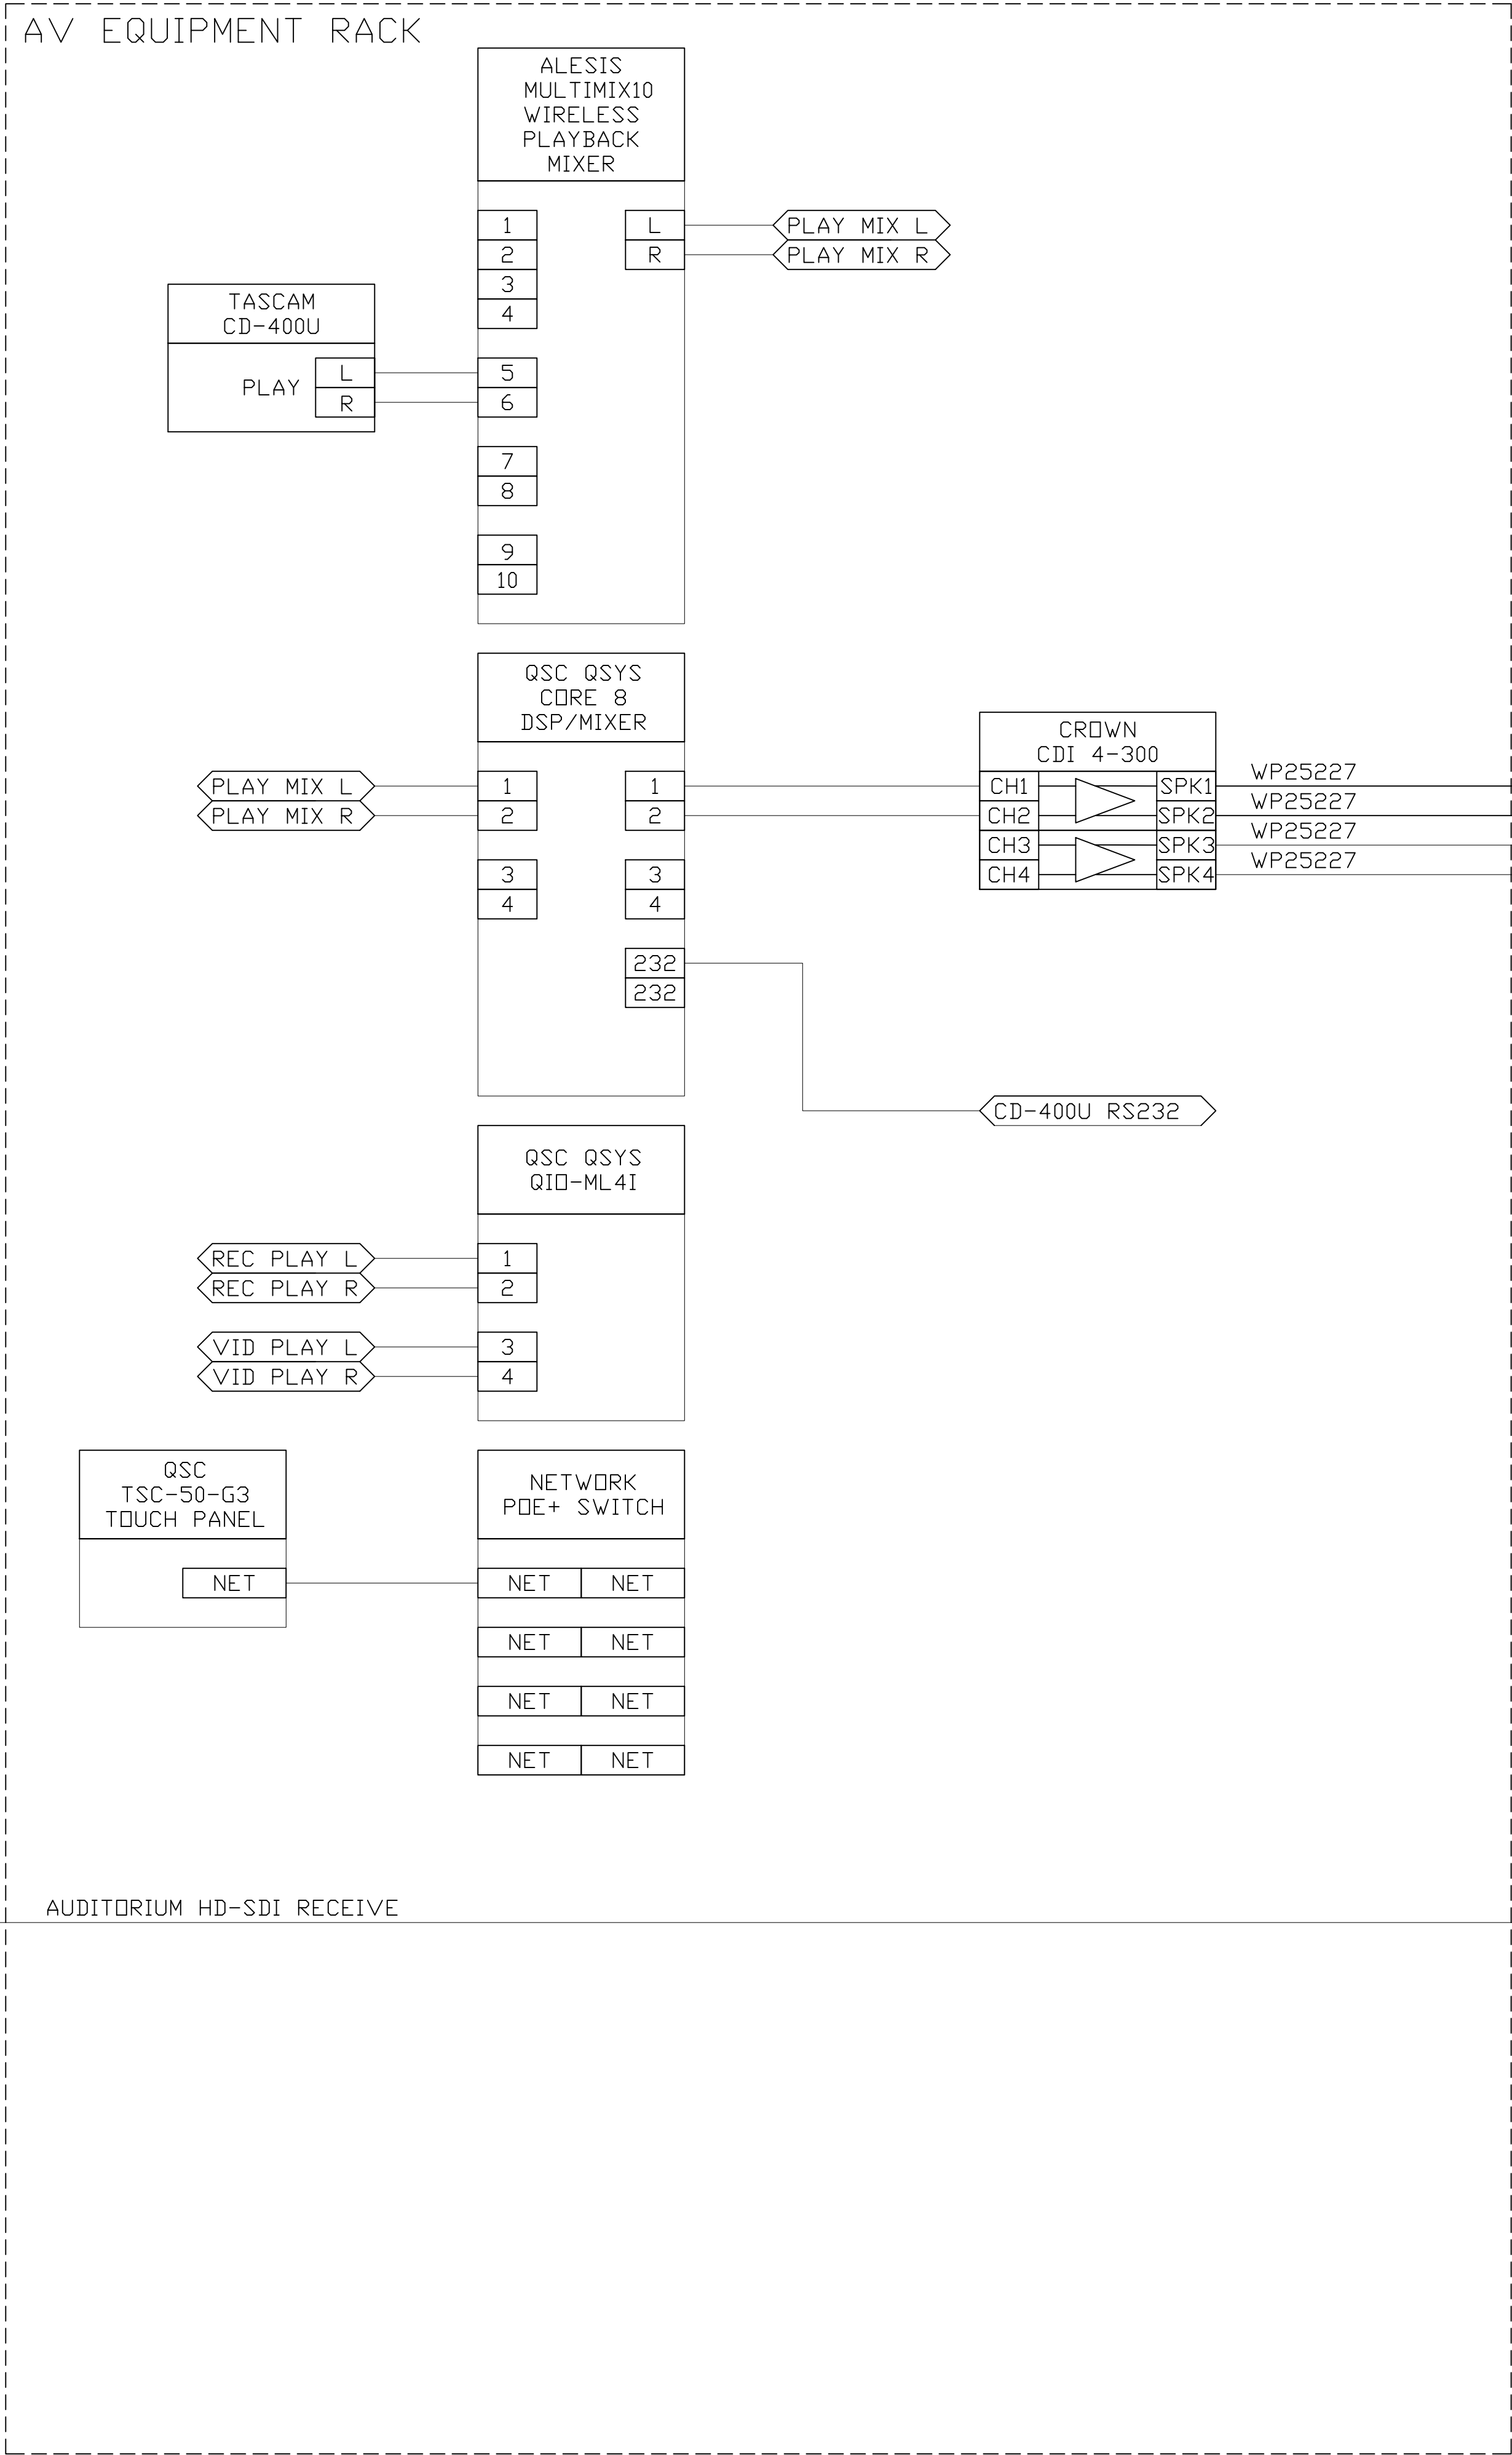 AV EQUIPMENT RACK
ALESIS
MULTIMIX10
WIRELESS
PLAYBACK
MIXER
1
L
PLAY MIX L
2
R
PLAY MIX R
3
4
TASCAM
CD-400U
PLAY
L
5
R
6
7
8
9
10
QSC QSYS
CORE 8
DSP/MIXER
CROWN
CDI 4-300
PLAY MIX L
1
1
CH1
SPK1
WP25227
PLAY MIX R
2
2
CH2
SPK2
WP25227
CH3
SPK3
WP25227
3
3
CH4
SPK4
WP25227
4
4
232
232
CD-400U RS232
QSC QSYS
QIO-ML4I
REC PLAY L
1
REC PLAY R
2
VID PLAY L
3
VID PLAY R
4
QSC
TSC-50-G3
TOUCH PANEL
NETWORK
POE+ SWITCH
NET
NET
NET
NET
NET
NET
NET
NET
NET
AUDITORIUM HD-SDI RECEIVE